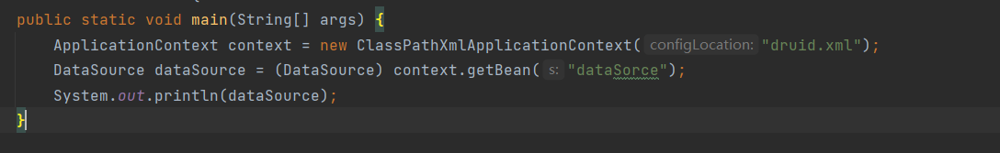 public static void main(String[] args) {
    ApplicationContext context = new ClassPathXmlApplicationContext( configLocation: "druid.xml");
    DataSource dataSource = (DataSource) context.getBean( s: "dataSorce");
    System.out.println(dataSource);
}